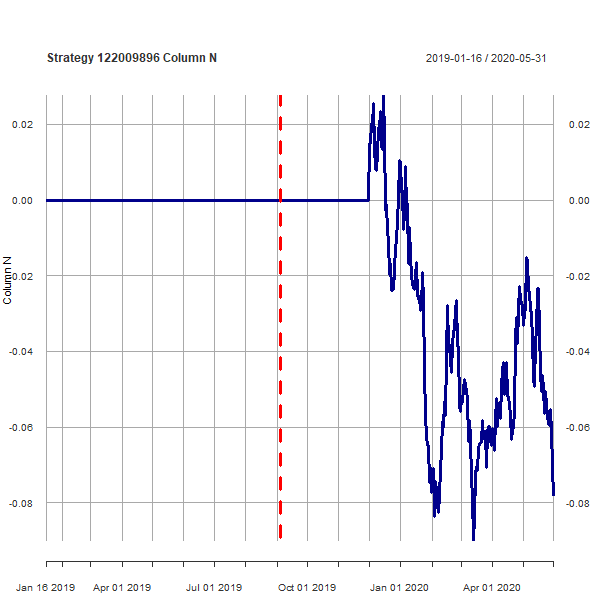 Strategy 122009896 Column N
2019-01-16 / 2020-05-31
0.02
0.02
0.00
0.00
-0.02
-0.02
Column N
-0.04
-0.04
-0.06
-0.06
-0.08
-0.08
Jan 16 2019
Apr 01 2019
Jul 01 2019
Oct 01 2019
Jan 01 2020
Apr 01 2020